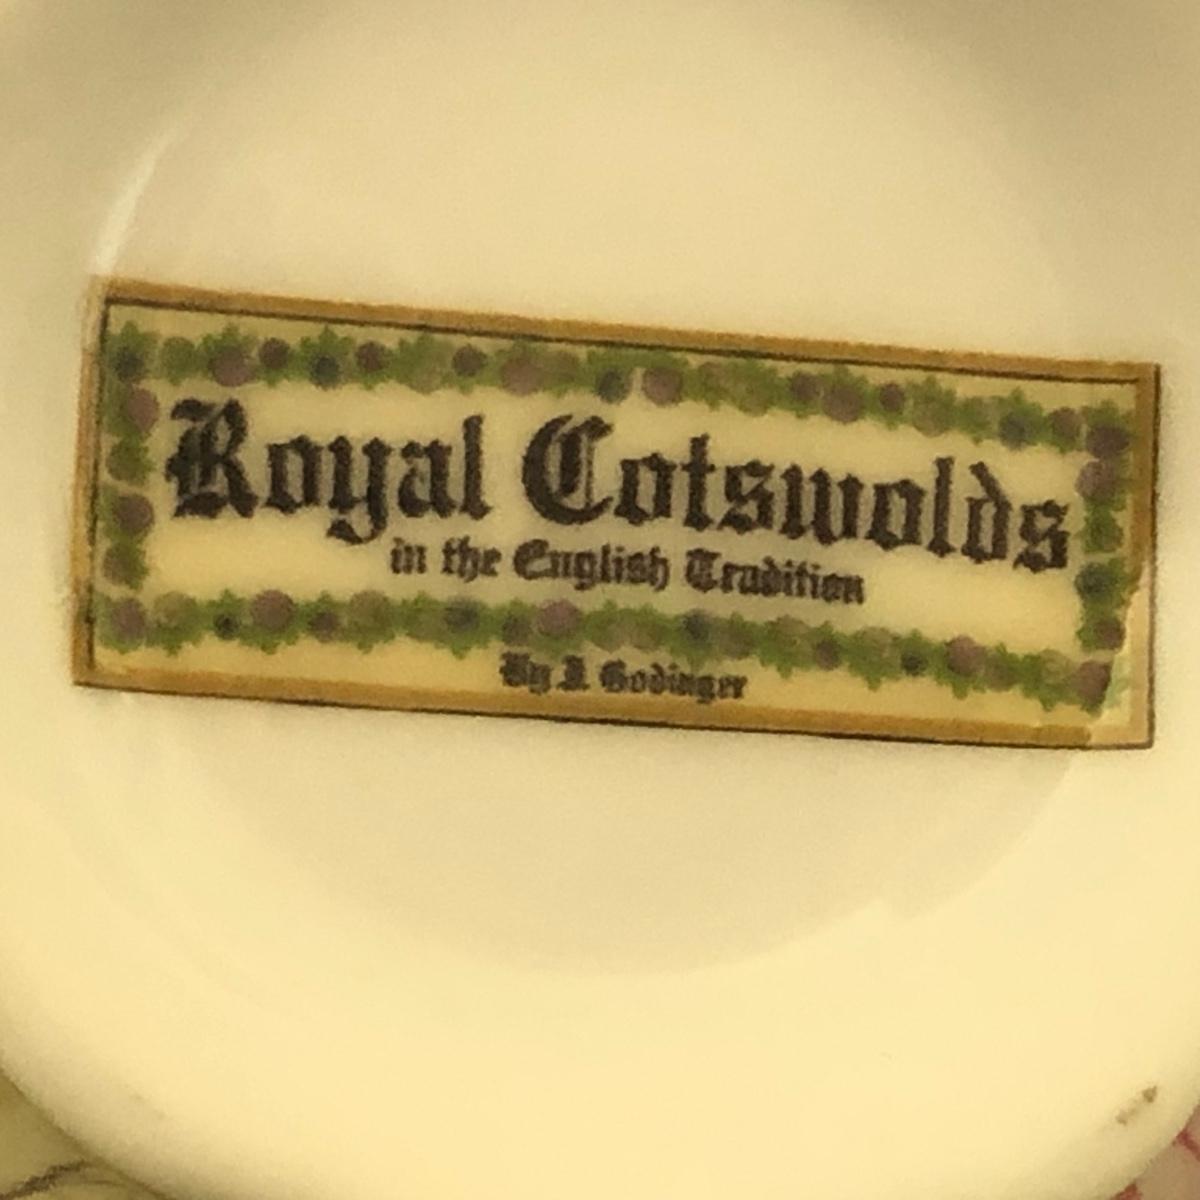 Royal Cotswolds
in the English Tradition
By J. Godinger